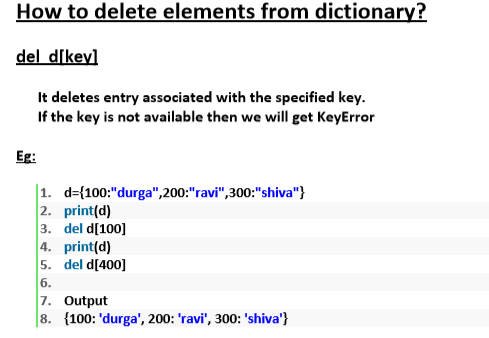 How to delete elements from dictionary?
del d[key]
It deletes entry associated with the specified key.
If the key is not available then we will get KeyError
Eg:
1. d={100:"durga",200:"ravi",300:"shiva"}
2. print(d)
3. del d[100]
4. print(d)
5. del d[400]
6.
7. Output
8. {100: 'durga', 200: 'ravi', 300: 'shiva'}